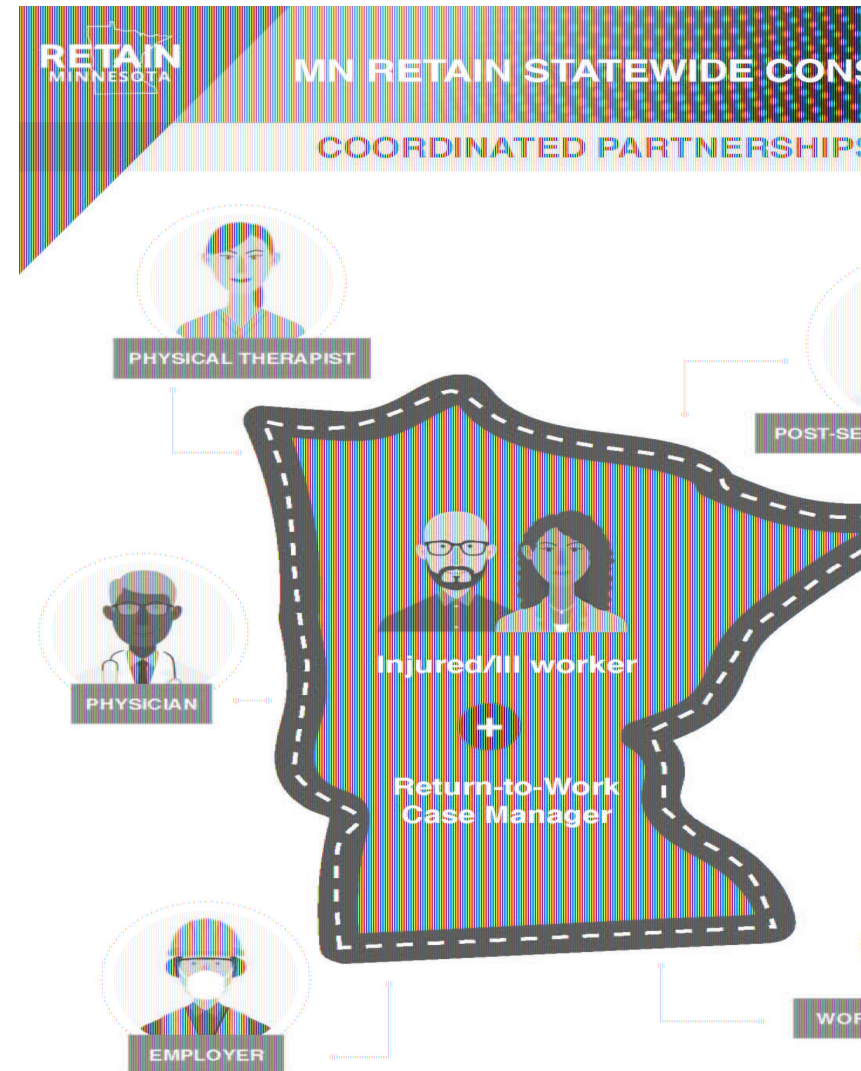 RETAIN
MINNESOTA
MN RETAIN STATEWIDE CONS
COORDINATED PARTNERSHIPS
PHYSICAL THERAPIST
POST-SE
Injured/Ill worker
PHYSICIAN
+
Return-to-Work
Case Manager
WOR
EMPLOYER